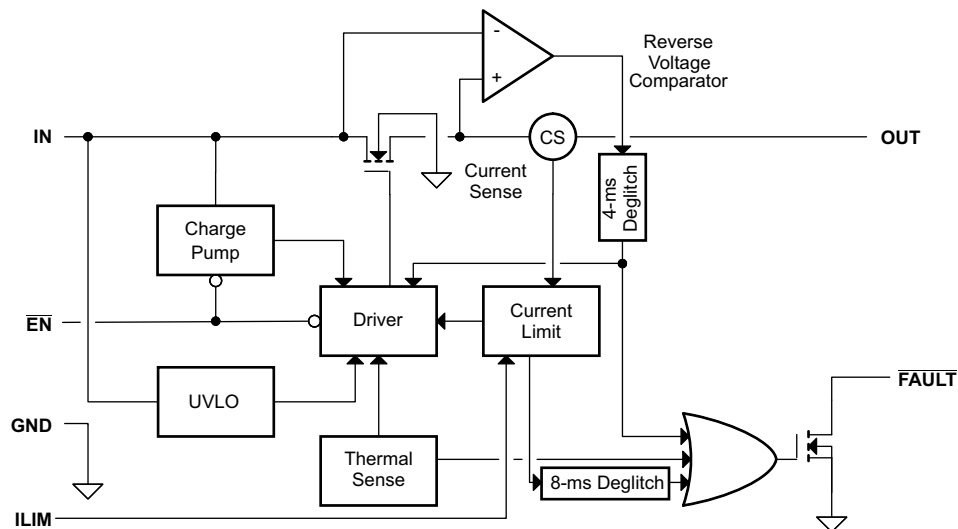 -
Reverse
Voltage
Comparator
+
IN
CS
OUT
Current
Sense
4-ms
Deglitch
Charge
Pump
EN
Driver
Current
Limit
UVLO
FAULT
GND
Thermal
Sense
8-ms Deglitch
ILIM